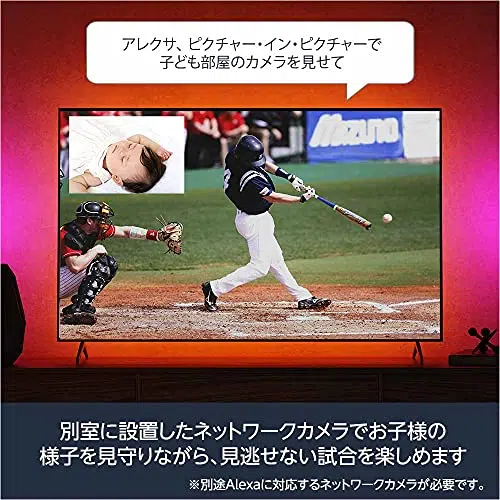 アレクサ、ピクチャー・イン・ピクチャーで
子ども部屋のカメラを見せて
MIZUNO
別室に設置したネットワークカメラでお子様の
様子を見守りながら、見逃せない試合を楽しめます
※別途Alexaに対応するネットワークカメラが必要です。